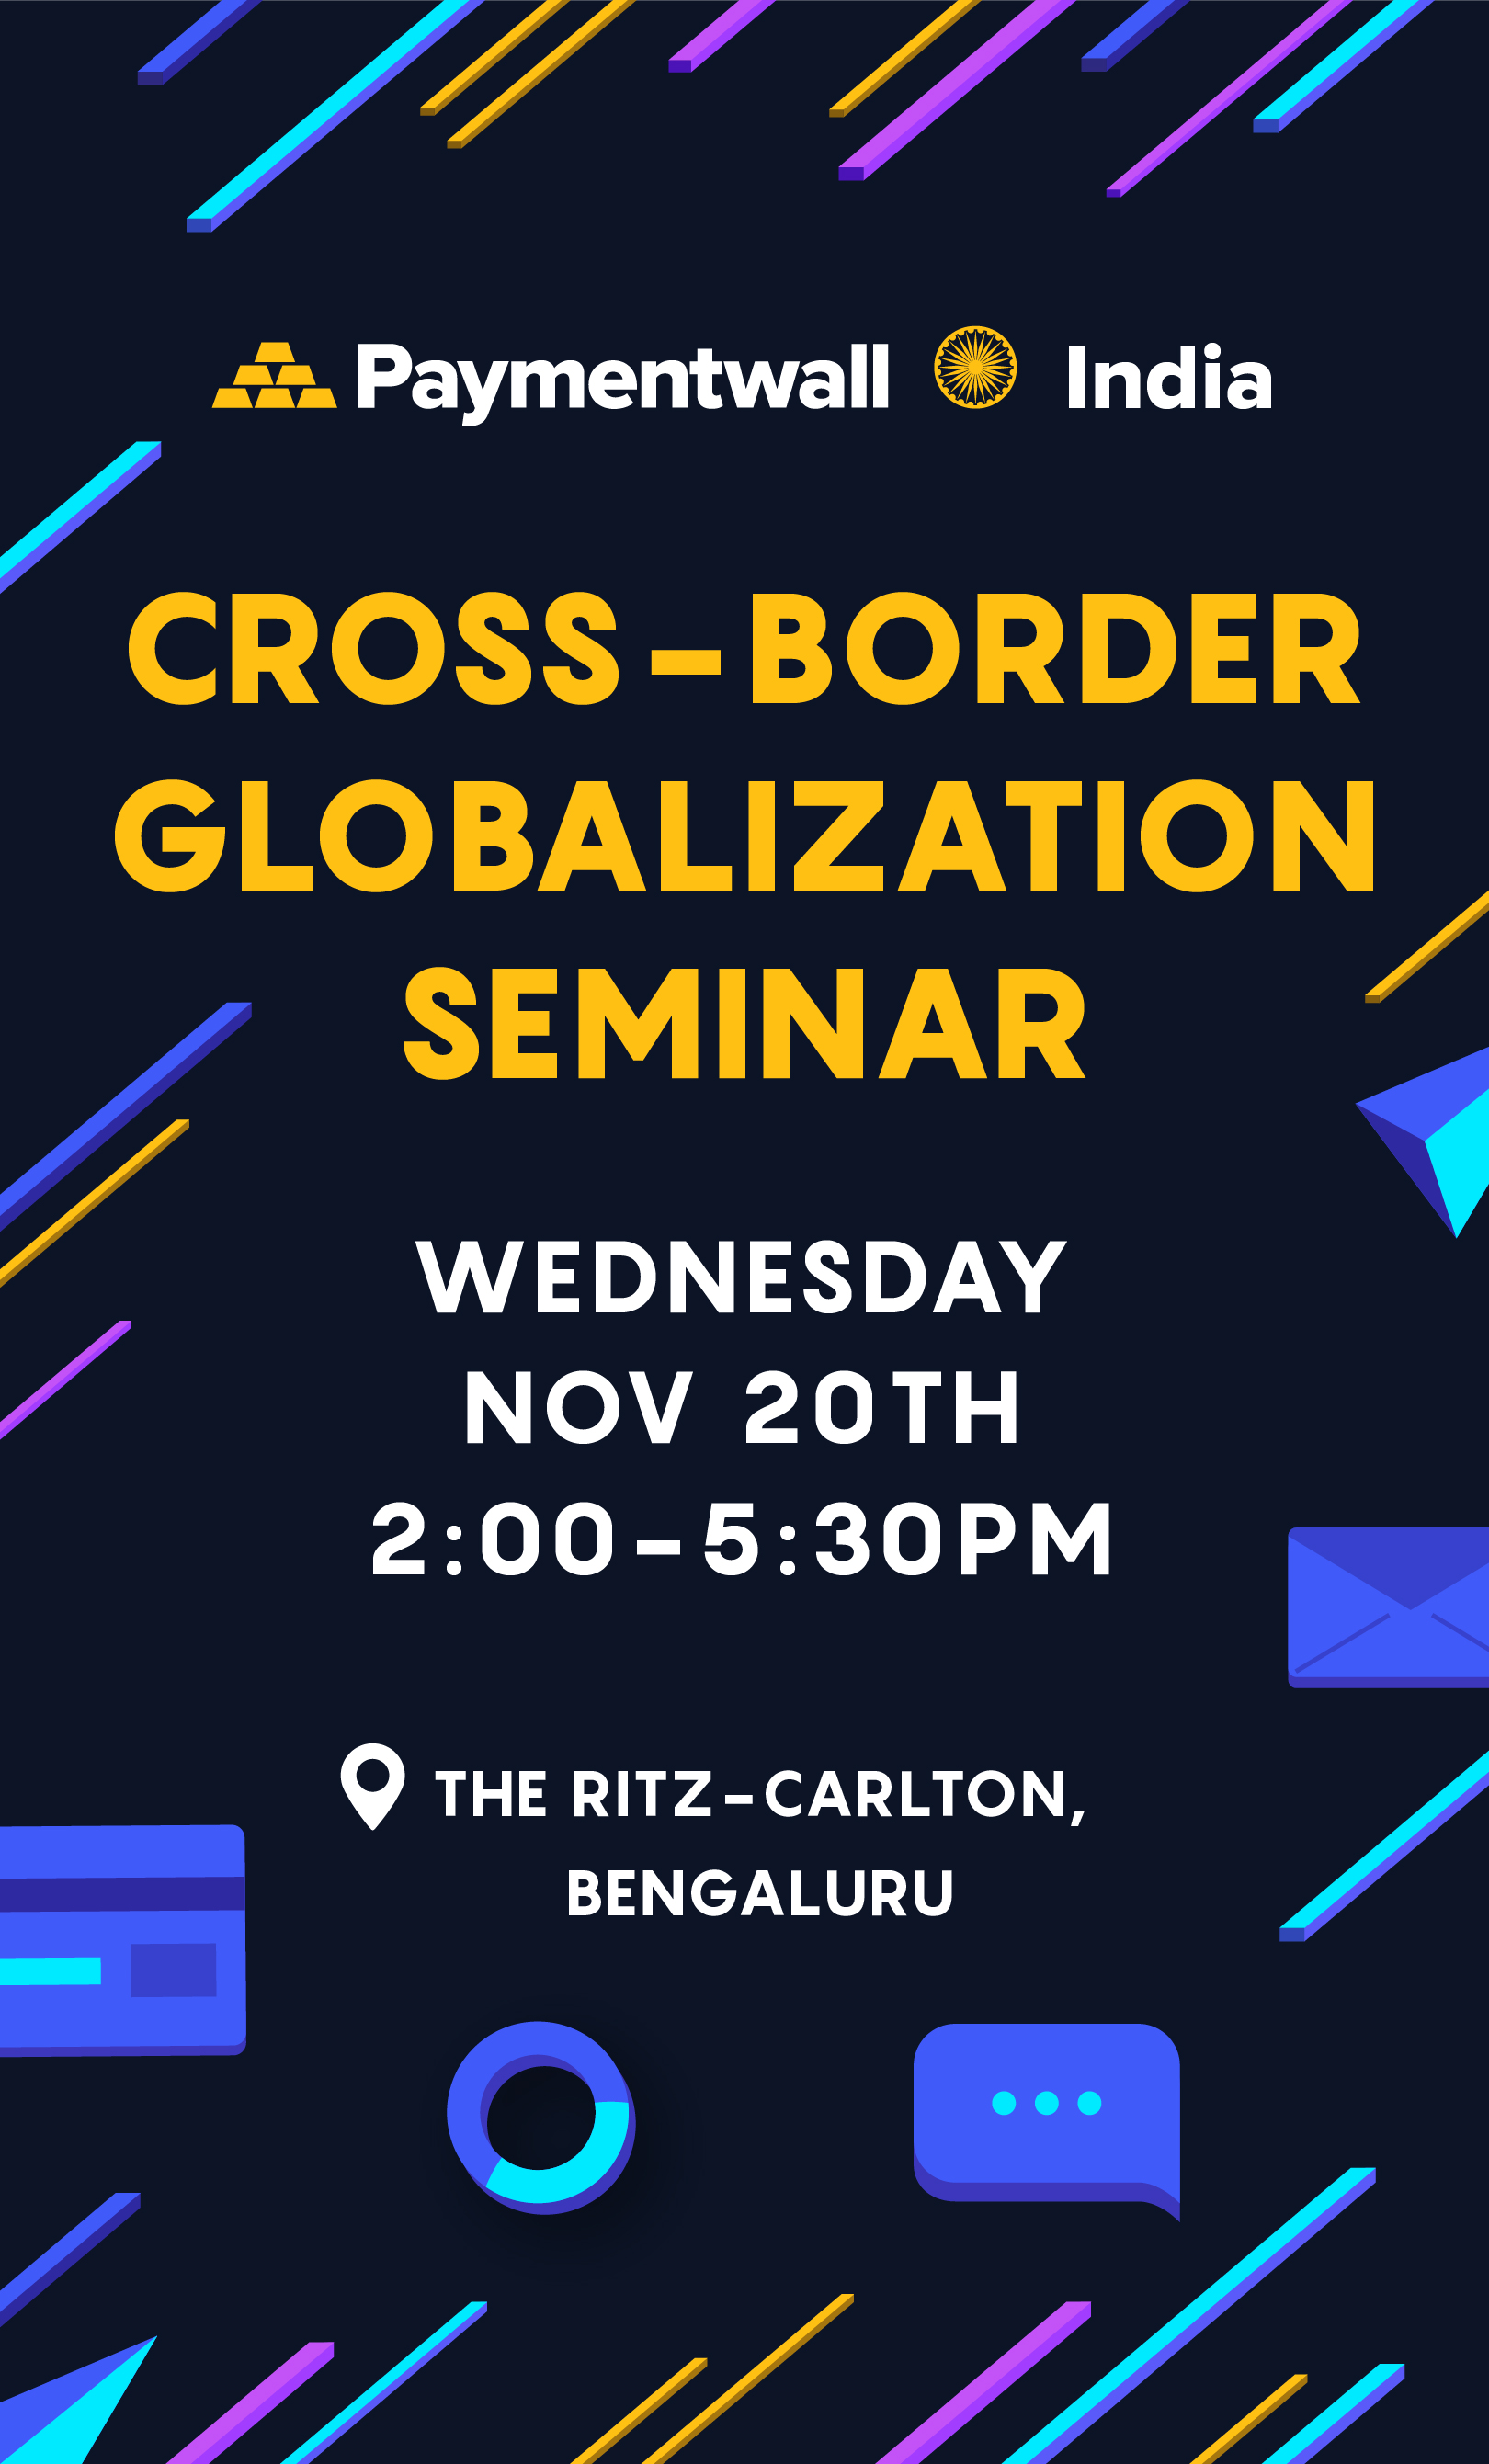 Paymentwall India
CROSS-BORDER
GLOBALIZATION
SEMINAR
WEDNESDAY
NOV 20TH
2:00-5:30PM
THE RITZ-CARLTON,
BENGALURU